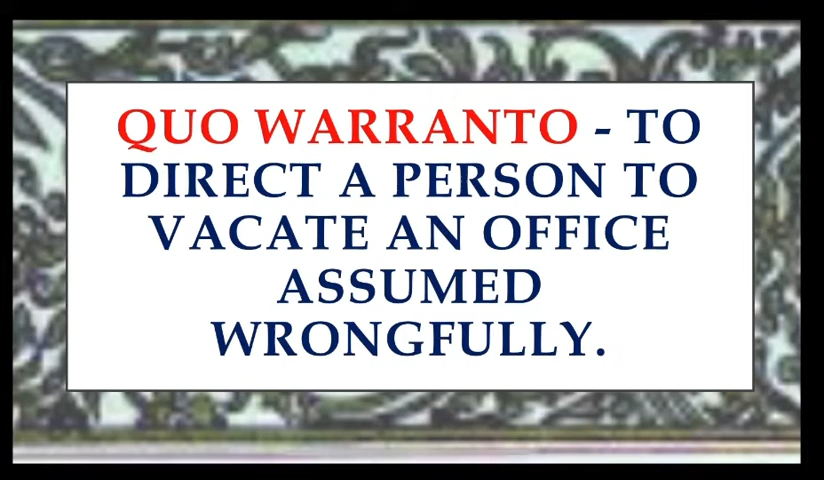 QUO WARRANTO - TO
DIRECT A PERSON TO
VACATE AN OFFICE
ASSUMED
WRONGFULLY.